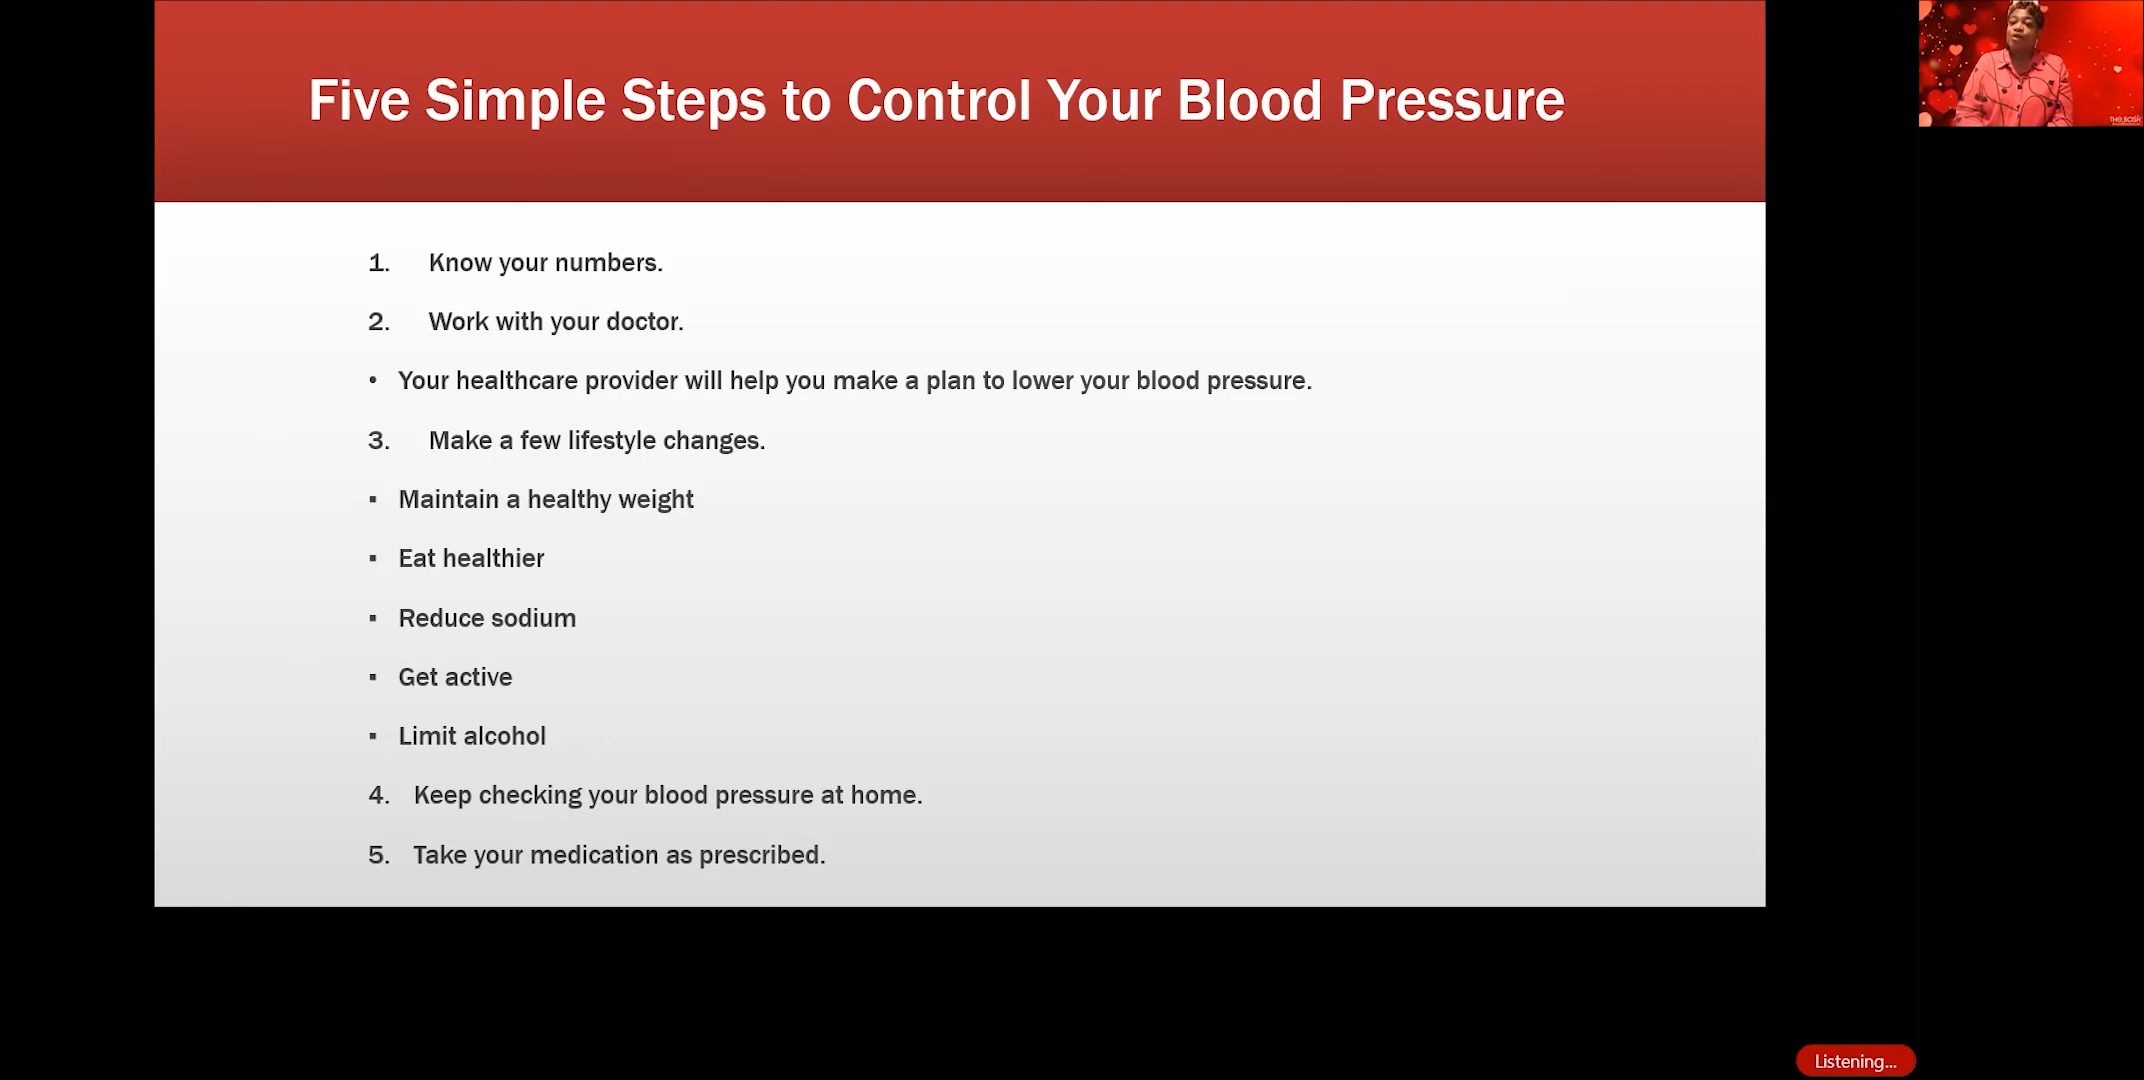 Five Simple Steps to Control Your Blood Pressure
1. Know your numbers.
2. Work with your doctor.
• Your healthcare provider will help you make a plan to lower your blood pressure.
3. Make a few lifestyle changes.
▪ Maintain a healthy weight
▪ Eat healthier
▪ Reduce sodium
▪ Get active
▪ Limit alcohol
4. Keep checking your blood pressure at home.
5. Take your medication as prescribed.
THE BASH
Listening...